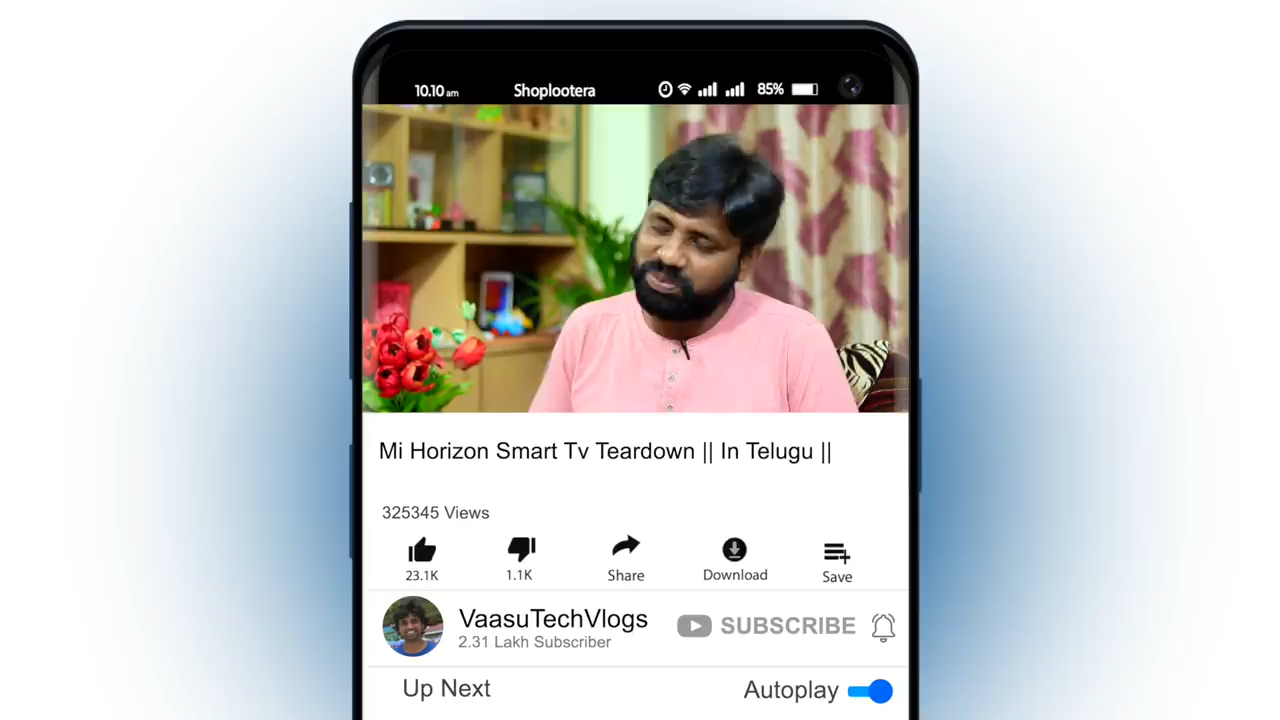 10.10 am Shoplootera 85%
Mi Horizon Smart Tv Teardown || In Telugu ||
325345 Views
23.1K 1.1K Share Download Save
VaasuTechVlogs SUBSCRIBE
2.31 Lakh Subscriber
Up Next Autoplay